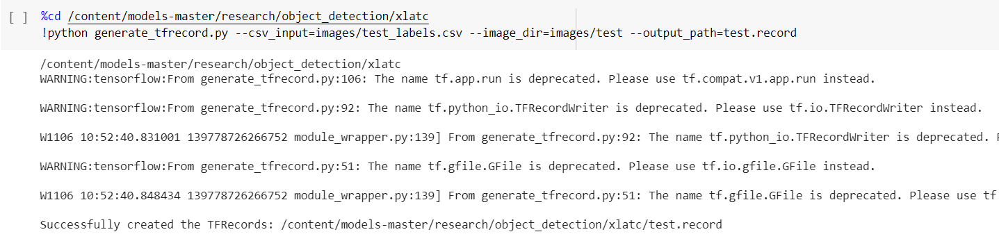 [ ] %cd /content/models-master/research/object_detection/xlatc
!python generate_tfrecord.py --csv_input=images/test_labels.csv --image_dir=images/test --output_path=test.record
/content/models-master/research/object_detection/xlatc
WARNING:tensorflow:From generate_tfrecord.py:106: The name tf.app.run is deprecated. Please use tf.compat.v1.app.run instead.
WARNING:tensorflow:From generate_tfrecord.py:92: The name tf.python_io.TFRecordWriter is deprecated. Please use tf.io.TFRecordWriter instead.
W1106 10:52:40.831001 139778726266752 module_wrapper.py:139] From generate_tfrecord.py:92: The name tf.python_io.TFRecordWriter is deprecated.
WARNING:tensorflow:From generate_tfrecord.py:51: The name tf.gfile.GFile is deprecated. Please use tf.io.gfile.GFile instead.
W1106 10:52:40.848434 139778726266752 module_wrapper.py:139] From generate_tfrecord.py:51: The name tf.gfile.GFile is deprecated. Please use tf
Successfully created the TFRecords: /content/models-master/research/object_detection/xlatc/test.record